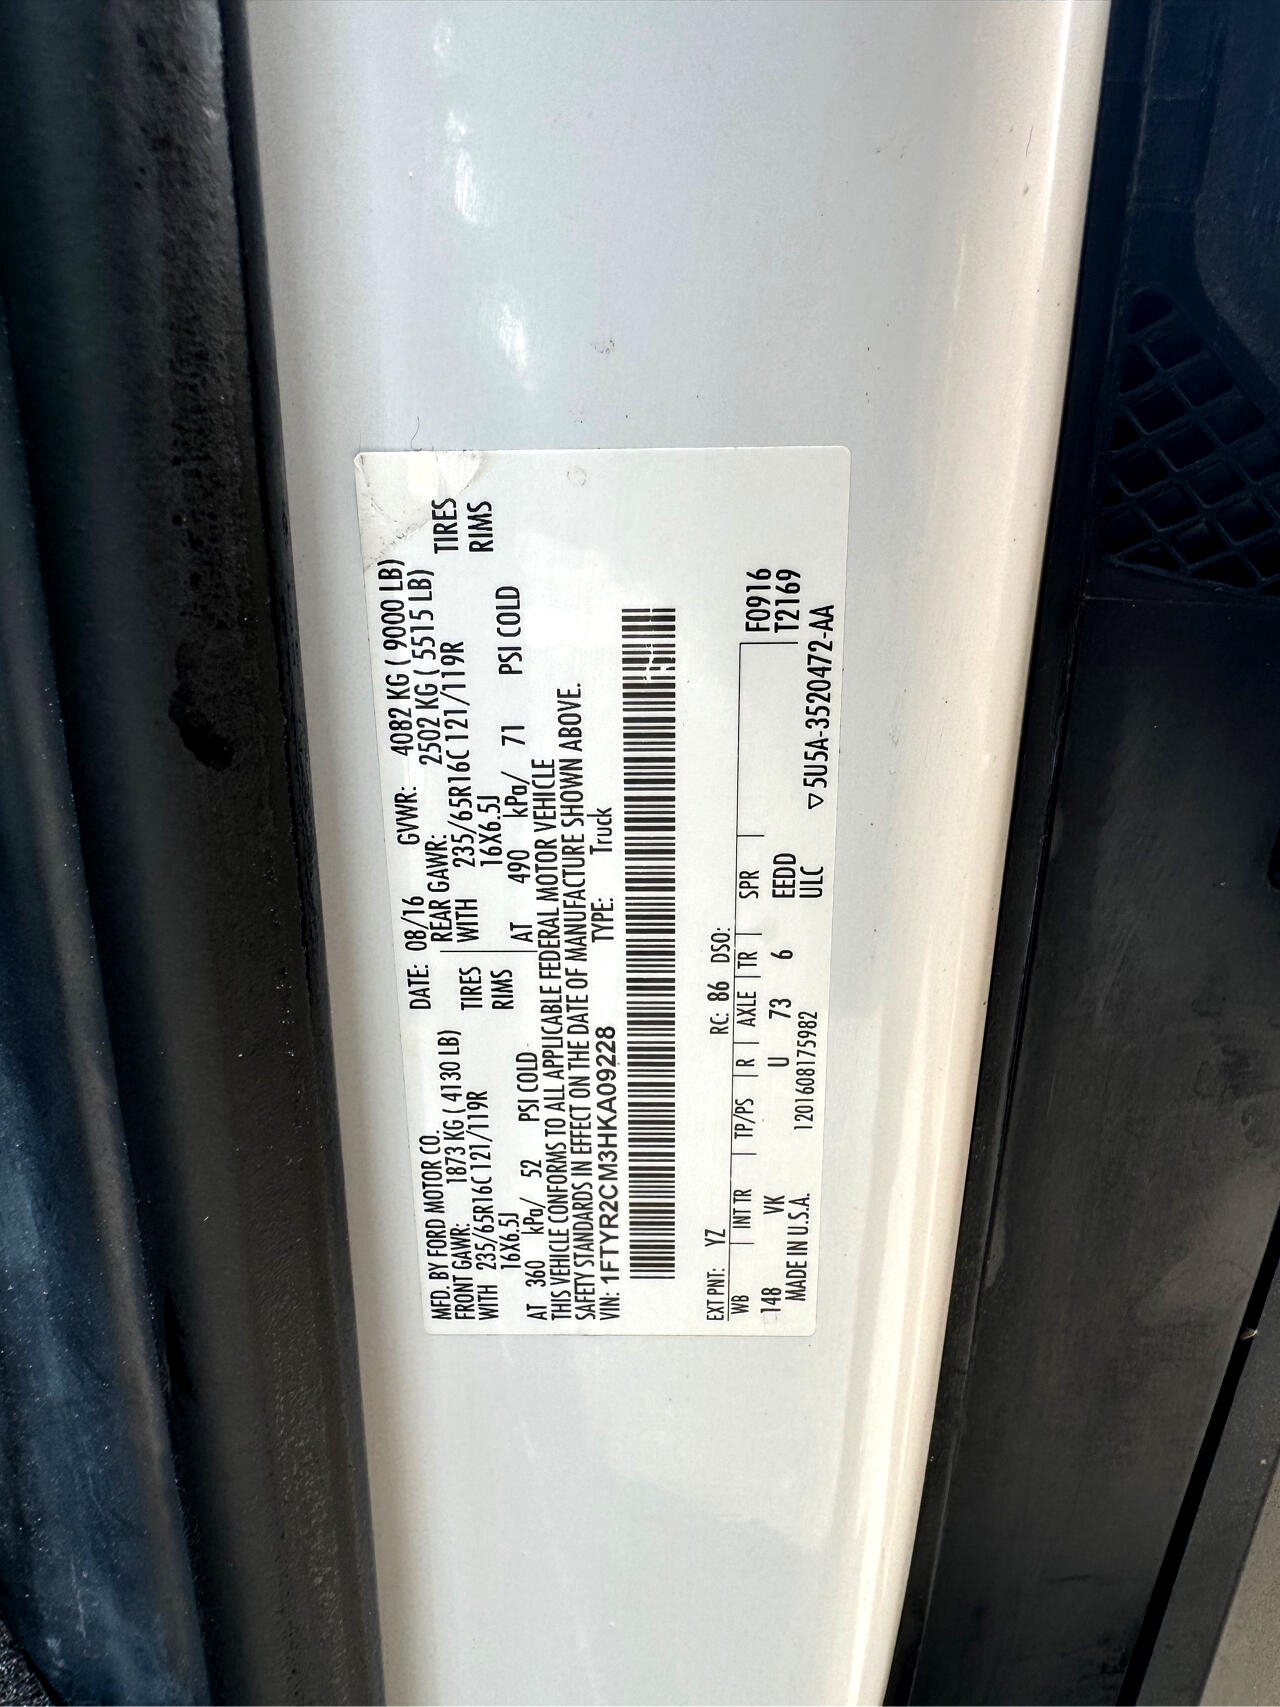 MFD. BY FORD MOTOR CO. DATE: 08/16 GVWR: 4082 KG ( 9000 LB)
FRONT GAWR: 1873 KG ( 4130 LB) REAR GAWR: 2502 KG ( 5515 LB)
WITH 235/65R16C 121/119R TIRES WITH 235/65R16C 121/119R TIRES
16X6.5J RIMS 16X6.5J RIMS
AT 360 kPa/ 52 PSI COLD AT 490 kPa/ 71 PSI COLD
THIS VEHICLE CONFORMS TO ALL APPLICABLE FEDERAL MOTOR VEHICLE
SAFETY STANDARDS IN EFFECT ON THE DATE OF MANUFACTURE SHOWN ABOVE.
VIN: 1FTYR2CM3HKA09228 TYPE: Truck
EXT PNT: YZ RC: 86 DSO:
WB | INT TR | TP/PS | R | AXLE | TR | SPR | F0916
148 VK U 73 6 EEDD T2169
MADE IN U.S.A. 1201608175982 ULC ▽5U5A-3520472-AA